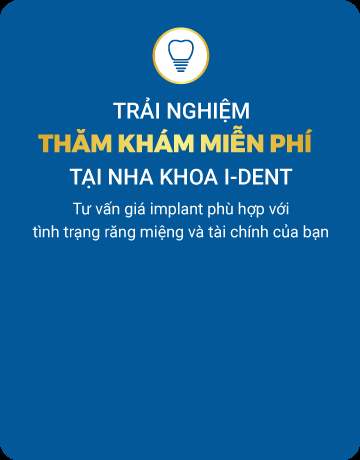 TRẢI NGHIỆM
THĂM KHÁM MIỄN PHÍ
TẠI NHA KHOA I-DENT
Tư vấn giá implant phù hợp với
tình trạng răng miệng và tài chính của bạn